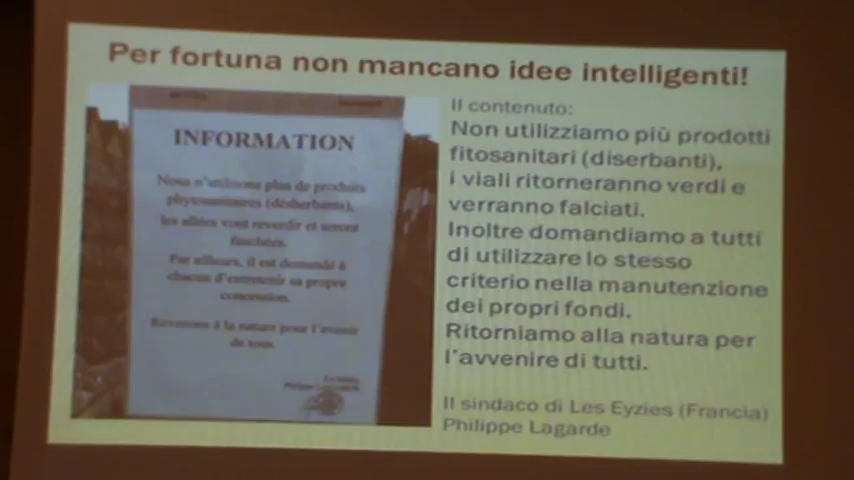 Per fortuna non mancano idee intelligenti!
INFORMATION
Nous n'utilisons plus de produits
phytosanitaires (désherbants),
les allées vont reverdir et seront
fauchées.
Par ailleurs, il est demandé à
chacun d'entretenir sa propre
concession.
Revenons à la nature pour l'avenir
de tous
Il contenuto:
Non utilizziamo più prodotti
fitosanitari (diserbanti),
i viali ritorneranno verdi e
verranno falciati.
Inoltre domandiamo a tutti
di utilizzare lo stesso
criterio nella manutenzione
dei propri fondi.
Ritorniamo alla natura per
l'avvenire di tutti.
Il sindaco di Les Eyzies (Francia)
Philippe Lagarde